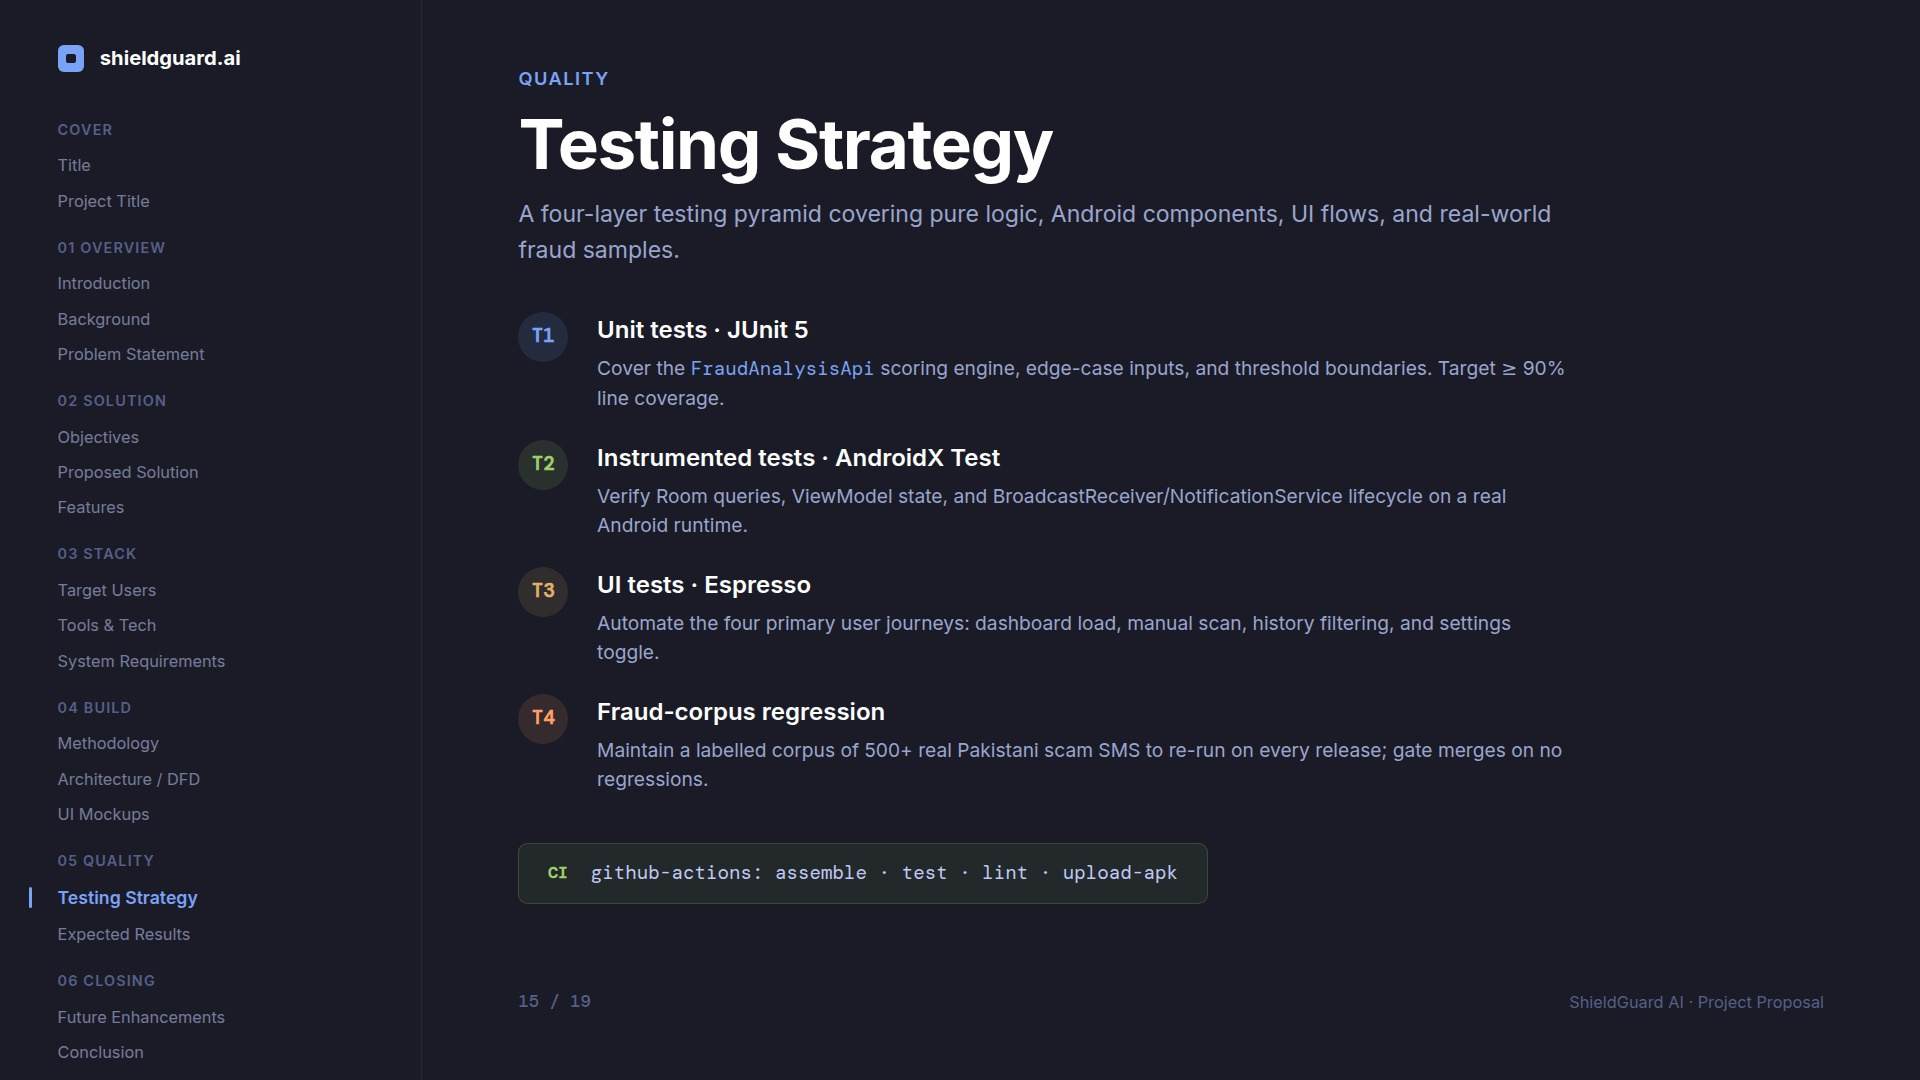 shieldguard.ai
COVER
Title
Project Title
01 OVERVIEW
Introduction
Background
Problem Statement
02 SOLUTION
Objectives
Proposed Solution
Features
03 STACK
Target Users
Tools & Tech
System Requirements
04 BUILD
Methodology
Architecture / DFD
UI Mockups
05 QUALITY
Testing Strategy
Expected Results
06 CLOSING
Future Enhancements
Conclusion
QUALITY
Testing Strategy
A four-layer testing pyramid covering pure logic, Android components, UI flows, and real-world
fraud samples.
T1
Unit tests · JUnit 5
Cover the FraudAnalysisApi scoring engine, edge-case inputs, and threshold boundaries. Target ≥ 90%
line coverage.
T2
Instrumented tests · AndroidX Test
Verify Room queries, ViewModel state, and BroadcastReceiver/NotificationService lifecycle on a real
Android runtime.
T3
UI tests · Espresso
Automate the four primary user journeys: dashboard load, manual scan, history filtering, and settings
toggle.
T4
Fraud-corpus regression
Maintain a labelled corpus of 500+ real Pakistani scam SMS to re-run on every release; gate merges on no
regressions.
CI github-actions: assemble · test · lint · upload-apk
15 / 19
ShieldGuard AI · Project Proposal